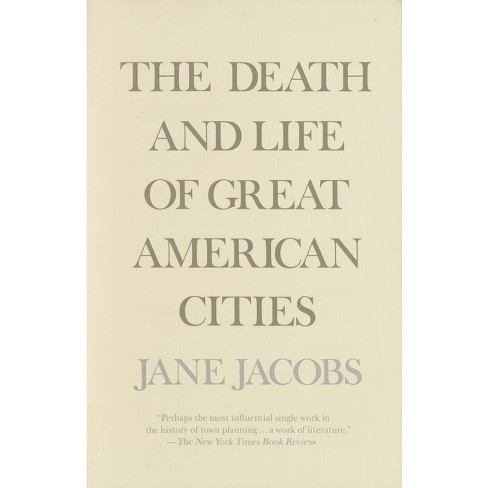 THE DEATH
AND LIFE
OF GREAT
AMERICAN
CITIES
JANE JACOBS
“Perhaps the most influential single work in
the history of town planning...a work of literature.”
—The New York Times Book Review.